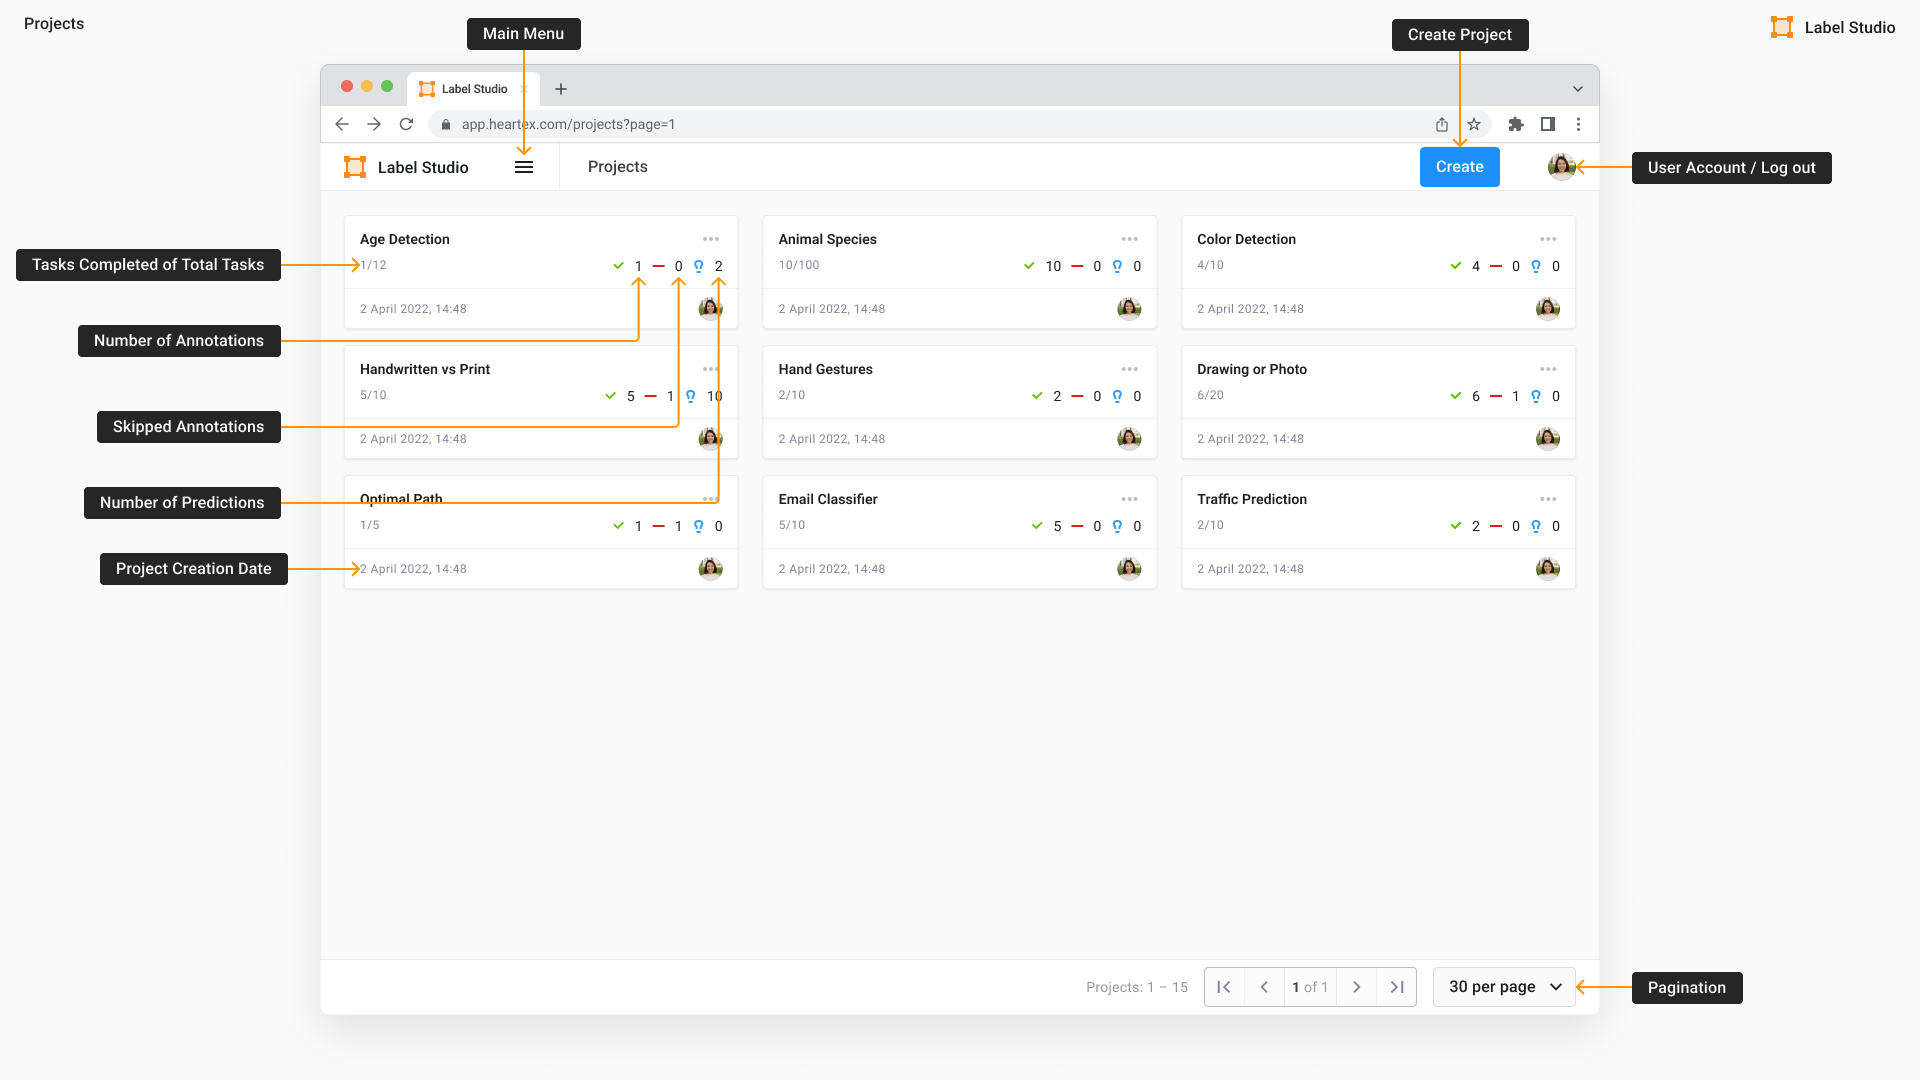 Projects
Main Menu
Create Project
Label Studio
Label Studio
app.heartex.com/projects?page=1
Label Studio
Projects
Create
User Account / Log out
Age Detection
1/12
1
0
2
2 April 2022, 14:48
Animal Species
10/100
10
0
0
2 April 2022, 14:48
Color Detection
4/10
4
0
0
2 April 2022, 14:48
Tasks Completed of Total Tasks
Number of Annotations
Handwritten vs Print
5/10
5
1
10
2 April 2022, 14:48
Hand Gestures
2/10
2
0
0
2 April 2022, 14:48
Drawing or Photo
6/20
6
1
0
2 April 2022, 14:48
Skipped Annotations
Number of Predictions
Optimal Path
1/5
1
1
0
2 April 2022, 14:48
Email Classifier
5/10
5
0
0
2 April 2022, 14:48
Traffic Prediction
2/10
2
0
0
2 April 2022, 14:48
Project Creation Date
Projects: 1 – 15
1 of 1
30 per page
Pagination